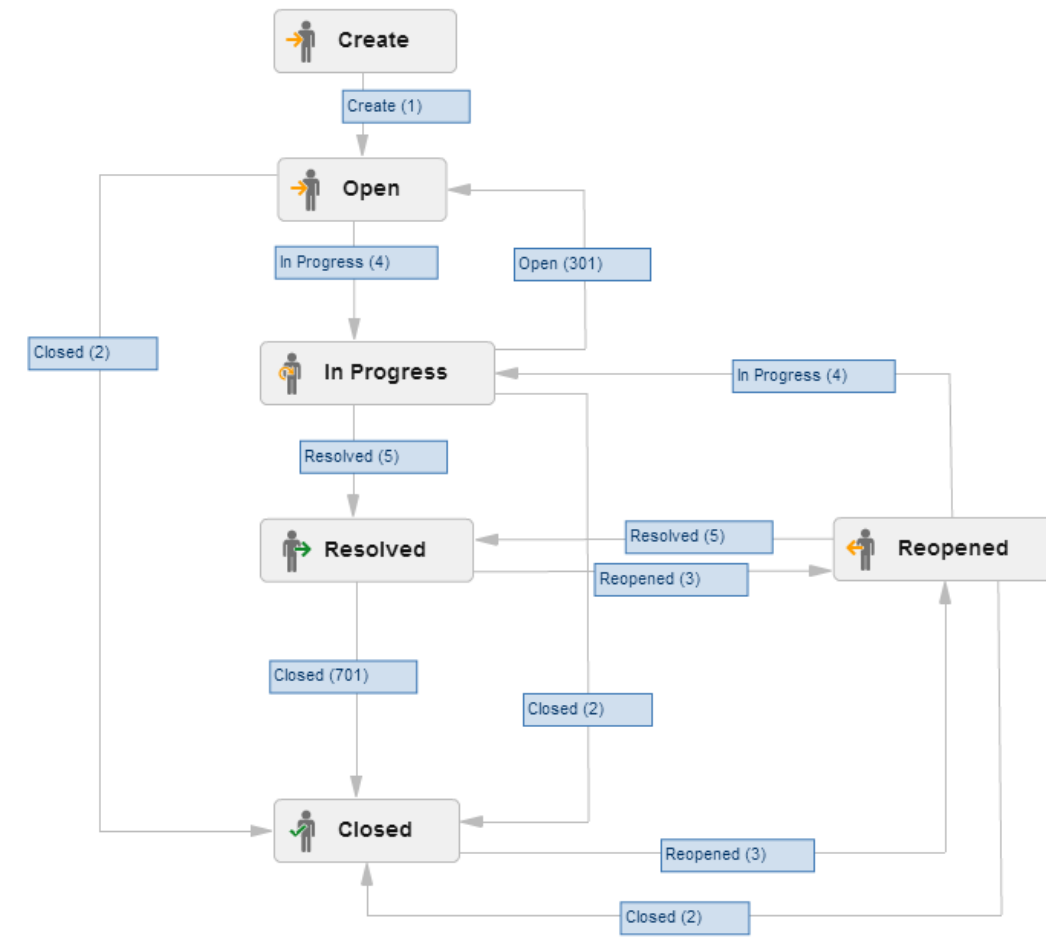 Create
Create (1)
Open
In Progress (4)
Open (301)
Closed (2)
In Progress
In Progress (4)
Resolved (5)
Resolved
Resolved (5)
Reopened
Reopened (3)
Closed (701)
Closed (2)
Closed
Reopened (3)
Closed (2)